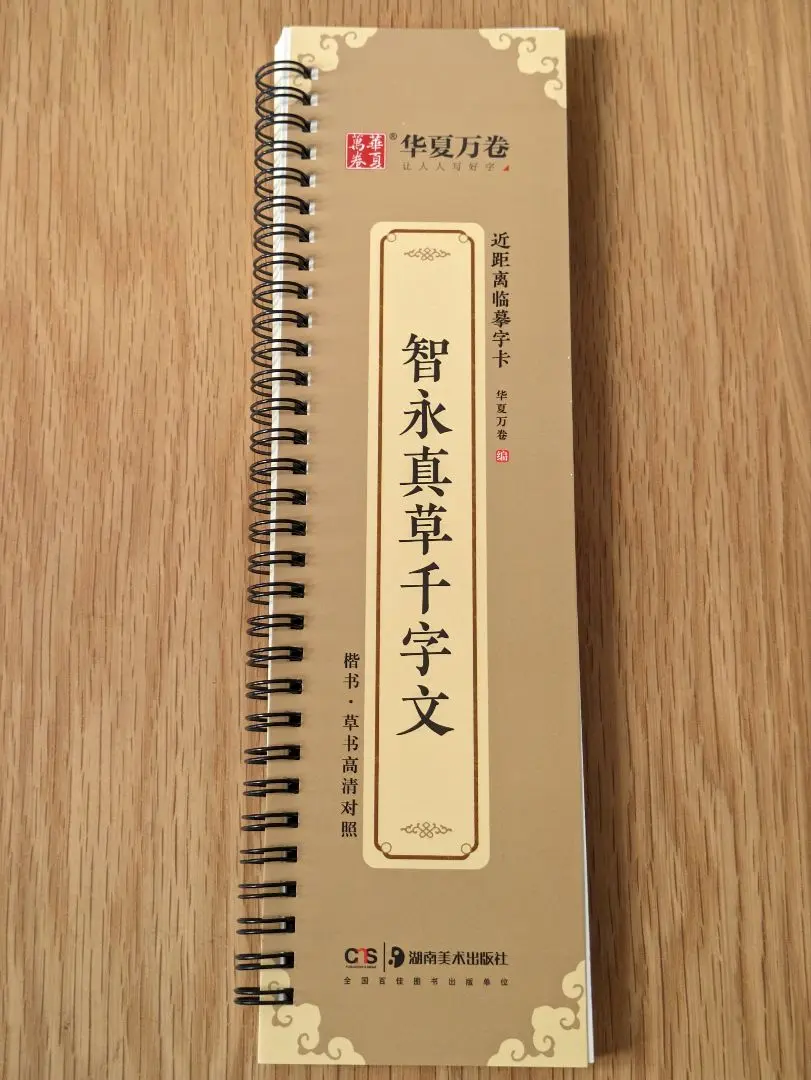 華夏萬卷®
华夏万卷
让人人写好字
近距离临摹字卡
华夏万卷 编
智永真草千字文
楷书·草书高清对照
CNS 湖南美术出版社
全国百佳图书出版单位